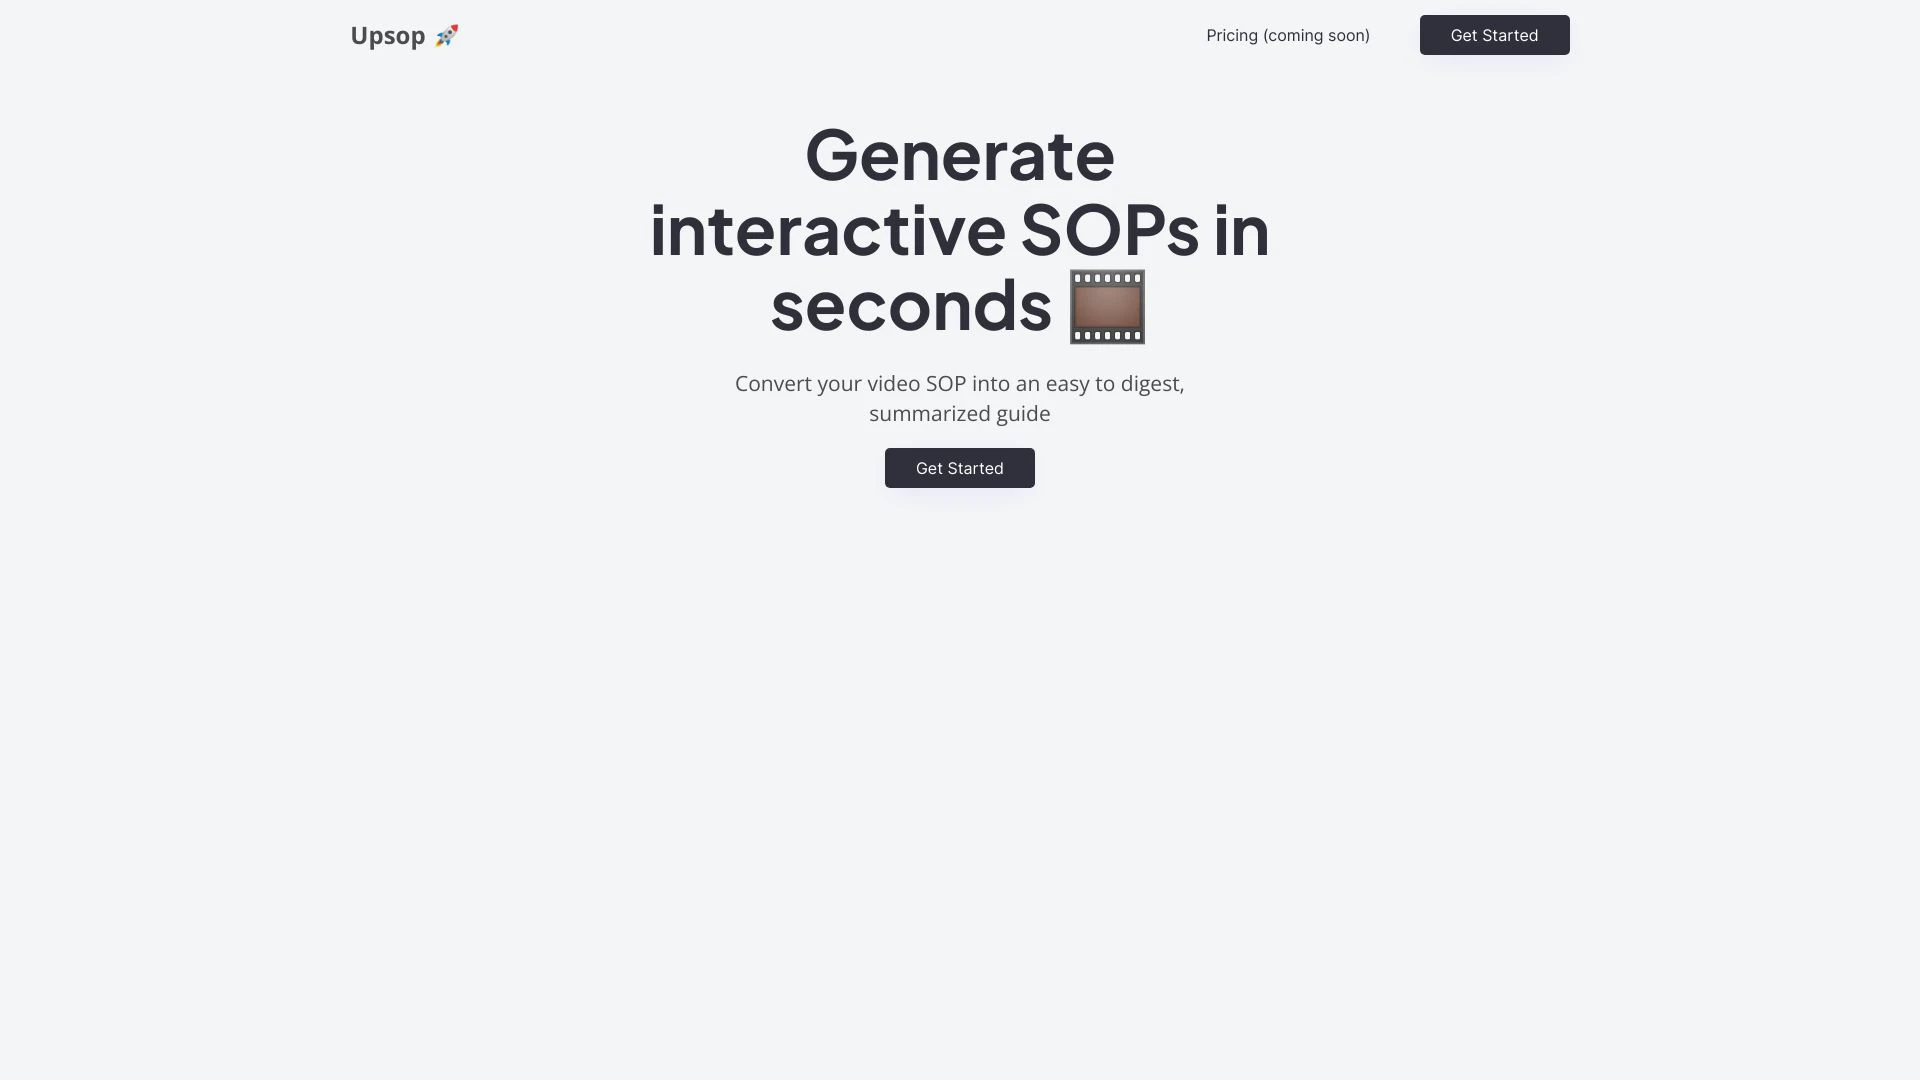 Upsop 🚀
Pricing (coming soon)
Get Started
Generate
interactive SOPs in
seconds 🎞️
Convert your video SOP into an easy to digest,
summarized guide
Get Started